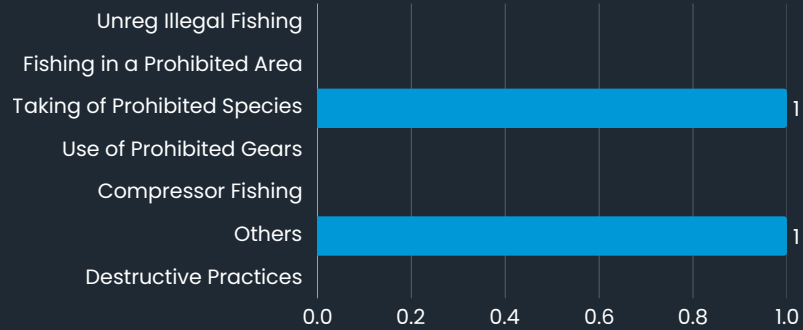 Unreg Illegal Fishing
Fishing in a Prohibited Area
Taking of Prohibited Species
1
Use of Prohibited Gears
Compressor Fishing
Others
1
Destructive Practices
0.0 0.2 0.4 0.6 0.8 1.0